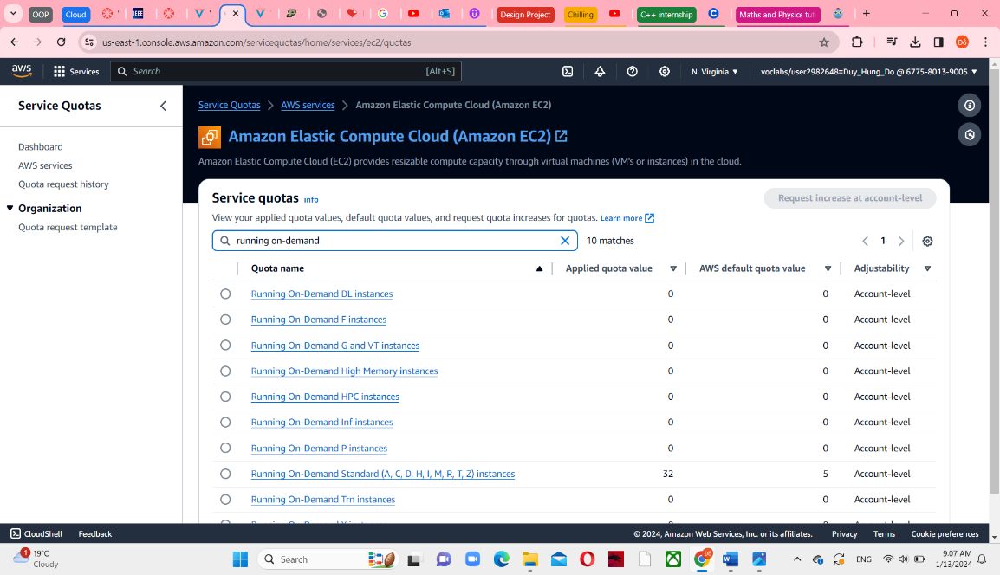 OOP
Cloud
IEEE
Design Project
Chilling
C++ internship
Maths and Physics tut
us-east-1.console.aws.amazon.com/servicequotas/home/services/ec2/quotas
aws
Services
Search
[Alt+S]
N. Virginia
voclabs/user2982648=Duy_Hung_Do @ 6775-8013-9005
Service Quotas
Dashboard
AWS services
Quota request history
Organization
Quota request template
Service Quotas > AWS services > Amazon Elastic Compute Cloud (Amazon EC2)
Amazon Elastic Compute Cloud (Amazon EC2)
Amazon Elastic Compute Cloud (EC2) provides resizable compute capacity through virtual machines (VM's or instances) in the cloud.
Service quotas info
Request increase at account-level
View your applied quota values, default quota values, and request quota increases for quotas. Learn more
running on-demand
10 matches
1
Quota name Applied quota value AWS default quota value Adjustability
Running On-Demand DL instances 0 0 Account-level
Running On-Demand F instances 0 0 Account-level
Running On-Demand G and VT instances 0 0 Account-level
Running On-Demand High Memory instances 0 0 Account-level
Running On-Demand HPC instances 0 0 Account-level
Running On-Demand Inf instances 0 0 Account-level
Running On-Demand P instances 0 0 Account-level
Running On-Demand Standard (A, C, D, H, I, M, R, T, Z) instances 32 5 Account-level
Running On-Demand Trn instances 0 0 Account-level
CloudShell Feedback
© 2024, Amazon Web Services, Inc. or its affiliates. Privacy Terms Cookie preferences
1
19°C
Cloudy
Search
ENG
9:07 AM
1/13/2024